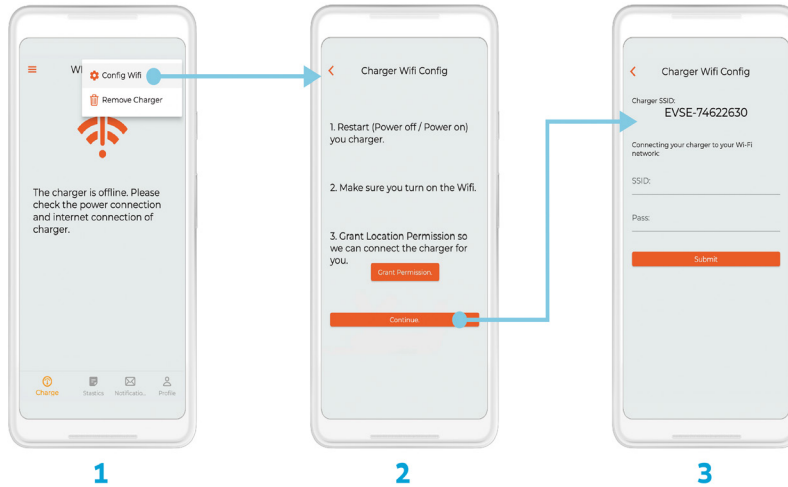 WI
Config Wifi
Remove Charger
The charger is offline. Please
check the power connection
and internet connection of
charger.
Charge
Stastics
Notificatio...
Profile
1
Charger Wifi Config
1. Restart (Power off / Power on)
you charger.
2. Make sure you turn on the Wifi.
3. Grant Location Permission so
we can connect the charger for
you.
Grant Permission.
Continue.
2
Charger Wifi Config
Charger SSID:
EVSE-74622630
Connecting your charger to your Wi-Fi
network:
SSID:
Pass:
Submit
3